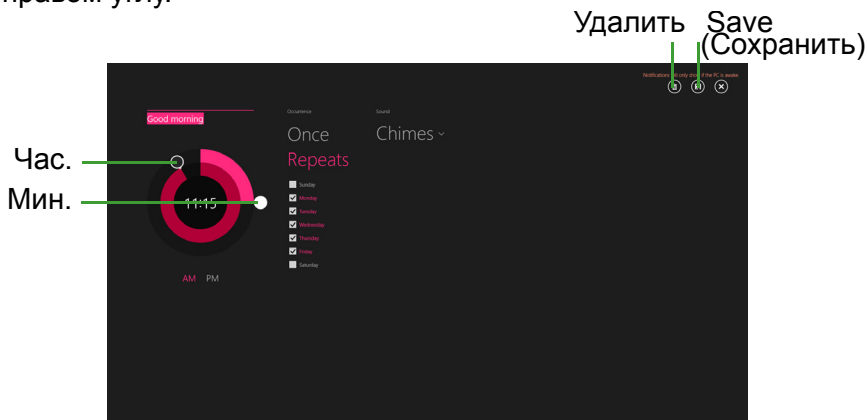 правом углу.
Удалить Save
(Сохранить)
Notifications will only show if the PC is awake.
Good morning
Occurrence
Sound
Once
Chimes
Repeats
Час.
Мин.
11:15
Sunday
Monday
Tuesday
Wednesday
Thursday
Friday
Saturday
AM PM